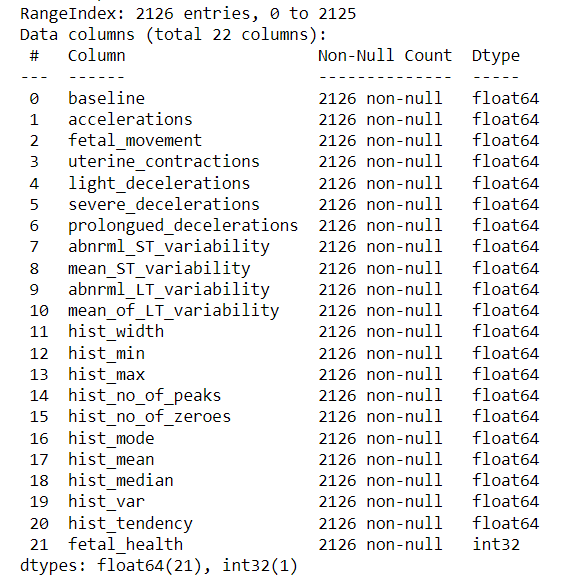 RangeIndex: 2126 entries, 0 to 2125
Data columns (total 22 columns):
 #   Column                   Non-Null Count  Dtype
---  ------                   --------------  -----
 0   baseline                 2126 non-null   float64
 1   accelerations            2126 non-null   float64
 2   fetal_movement           2126 non-null   float64
 3   uterine_contractions     2126 non-null   float64
 4   light_decelerations      2126 non-null   float64
 5   severe_decelerations     2126 non-null   float64
 6   prolongued_decelerations 2126 non-null   float64
 7   abnrml_ST_variability    2126 non-null   float64
 8   mean_ST_variability      2126 non-null   float64
 9   abnrml_LT_variability    2126 non-null   float64
 10  mean_of_LT_variability   2126 non-null   float64
 11  hist_width               2126 non-null   float64
 12  hist_min                 2126 non-null   float64
 13  hist_max                 2126 non-null   float64
 14  hist_no_of_peaks         2126 non-null   float64
 15  hist_no_of_zeroes        2126 non-null   float64
 16  hist_mode                2126 non-null   float64
 17  hist_mean                2126 non-null   float64
 18  hist_median              2126 non-null   float64
 19  hist_var                 2126 non-null   float64
 20  hist_tendency            2126 non-null   float64
 21  fetal_health             2126 non-null   int32
dtypes: float64(21), int32(1)